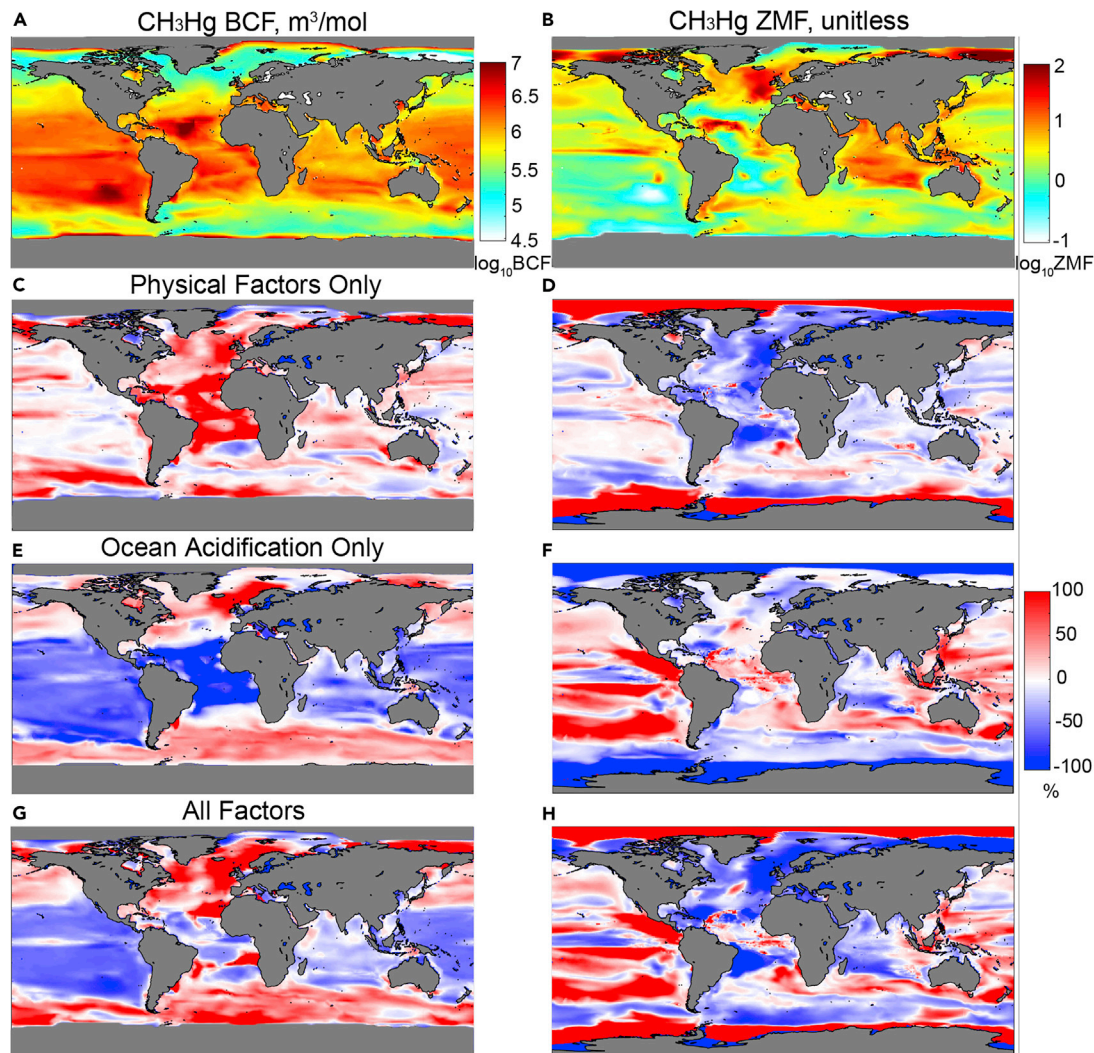 A CH₃Hg BCF, m³/mol
B CH₃Hg ZMF, unitless
7
6.5
6
5.5
5
4.5
log₁₀BCF
2
1
0
-1
log₁₀ZMF
C Physical Factors Only
D
E Ocean Acidification Only
F
100
50
0
-50
-100
%
G All Factors
H